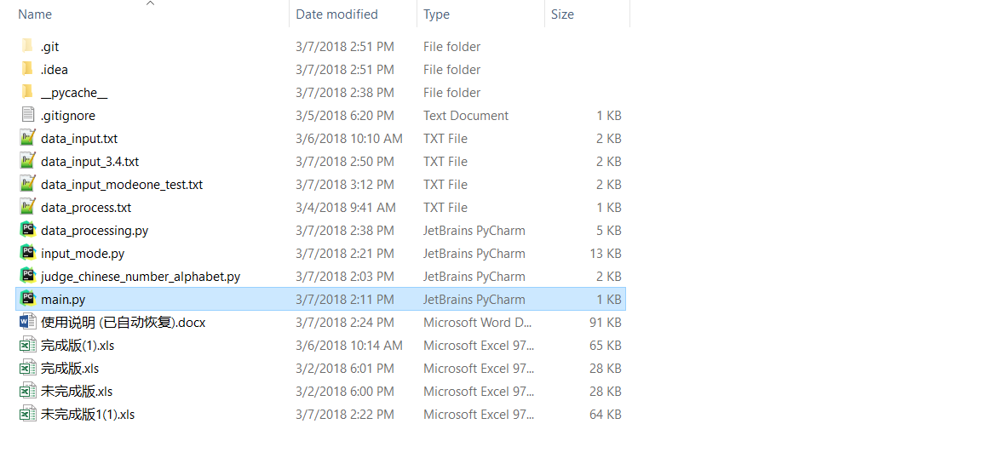 Name Date modified Type Size
.git 3/7/2018 2:51 PM File folder
.idea 3/7/2018 2:51 PM File folder
__pycache__ 3/7/2018 2:38 PM File folder
.gitignore 3/5/2018 6:20 PM Text Document 1 KB
data_input.txt 3/6/2018 10:10 AM TXT File 2 KB
data_input_3.4.txt 3/7/2018 2:50 PM TXT File 2 KB
data_input_modeone_test.txt 3/7/2018 3:12 PM TXT File 2 KB
data_process.txt 3/4/2018 9:41 AM TXT File 1 KB
data_processing.py 3/7/2018 2:38 PM JetBrains PyCharm 5 KB
input_mode.py 3/7/2018 2:21 PM JetBrains PyCharm 13 KB
judge_chinese_number_alphabet.py 3/7/2018 2:03 PM JetBrains PyCharm 2 KB
main.py 3/7/2018 2:11 PM JetBrains PyCharm 1 KB
使用说明 (已自动恢复).docx 3/7/2018 2:24 PM Microsoft Word D... 91 KB
完成版(1).xls 3/6/2018 10:14 AM Microsoft Excel 97... 65 KB
完成版.xls 3/2/2018 6:01 PM Microsoft Excel 97... 28 KB
未完成版.xls 3/2/2018 6:00 PM Microsoft Excel 97... 28 KB
未完成版1(1).xls 3/7/2018 2:22 PM Microsoft Excel 97... 64 KB